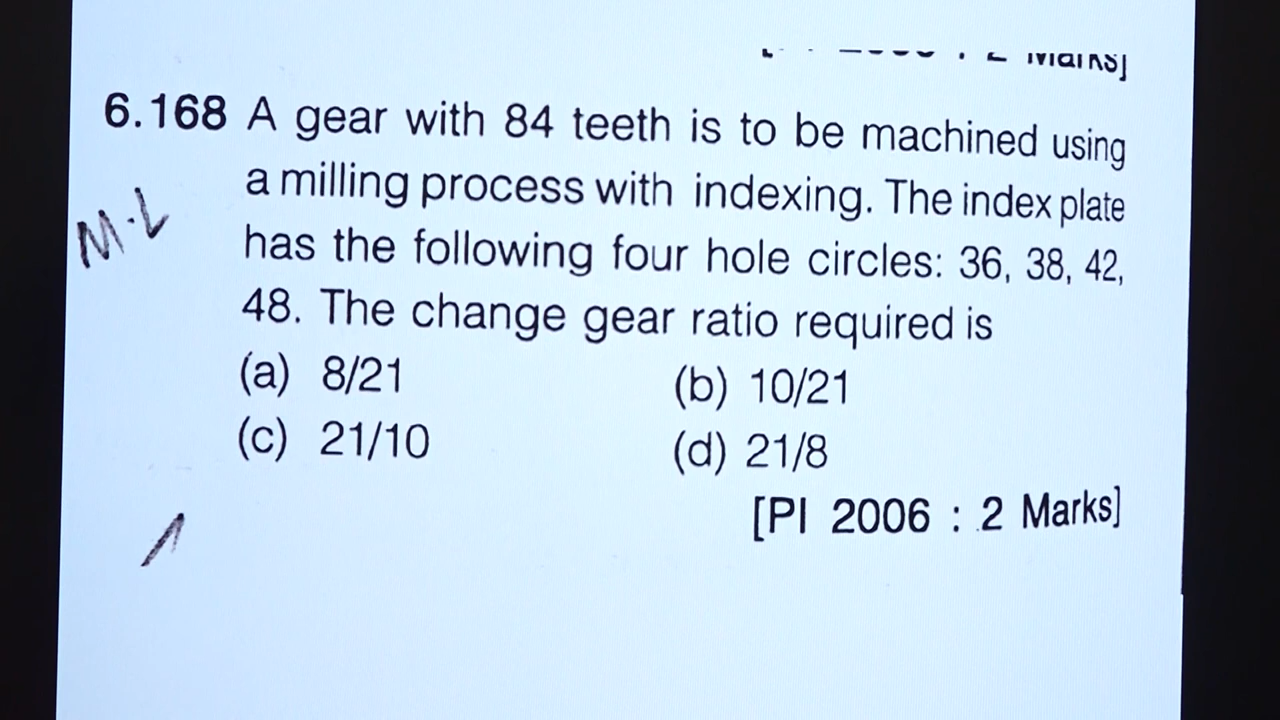 Marks]
6.168 A gear with 84 teeth is to be machined using
a milling process with indexing. The index plate
has the following four hole circles: 36, 38, 42,
48. The change gear ratio required is
(a) 8/21 (b) 10/21
(c) 21/10 (d) 21/8
[PI 2006 : 2 Marks]
M.L